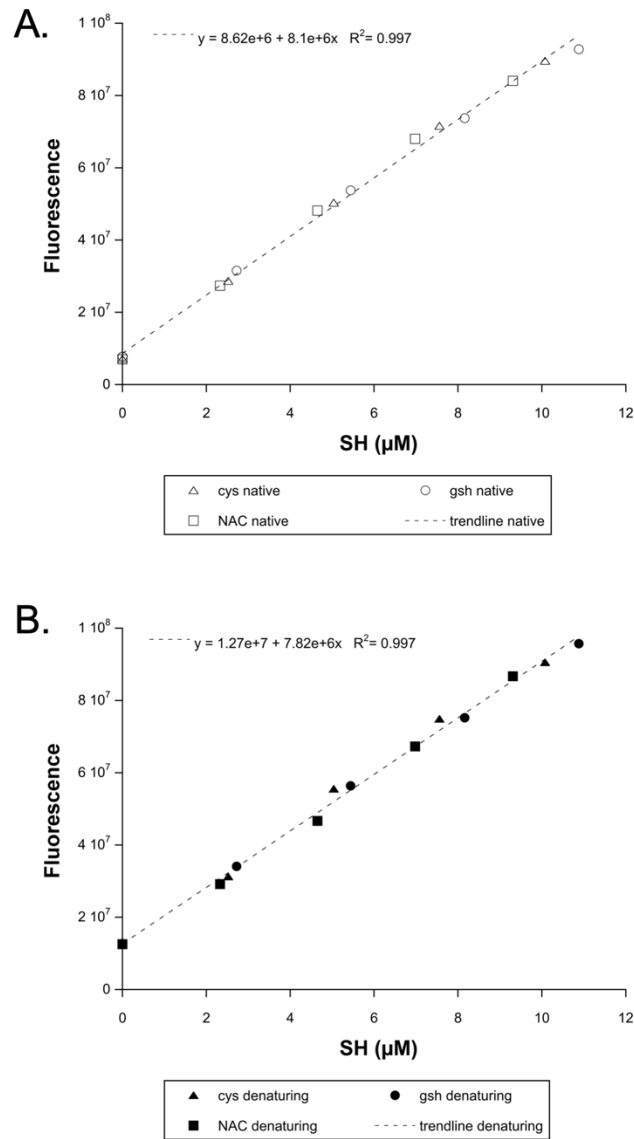 A.
y = 8.62e+6 + 8.1e+6x R²= 0.997
1 10⁸
8 10⁷
6 10⁷
4 10⁷
2 10⁷
0
Fluorescence
0 2 4 6 8 10 12
SH (µM)
cys native gsh native
NAC native trendline native
B.
y = 1.27e+7 + 7.82e+6x R²= 0.997
1 10⁸
8 10⁷
6 10⁷
4 10⁷
2 10⁷
0
Fluorescence
0 2 4 6 8 10 12
SH (µM)
cys denaturing gsh denaturing
NAC denaturing trendline denaturing